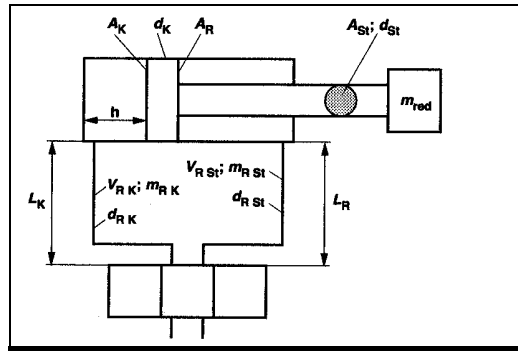 A_K d_K A_R A_St; d_St
m_red
h
V_R St; m_R St
L_K V_R K; m_R K L_R
d_R St
d_R K